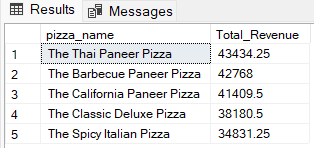 Results Messages
pizza_name Total_Revenue
1 The Thai Paneer Pizza 43434.25
2 The Barbecue Paneer Pizza 42768
3 The California Paneer Pizza 41409.5
4 The Classic Deluxe Pizza 38180.5
5 The Spicy Italian Pizza 34831.25